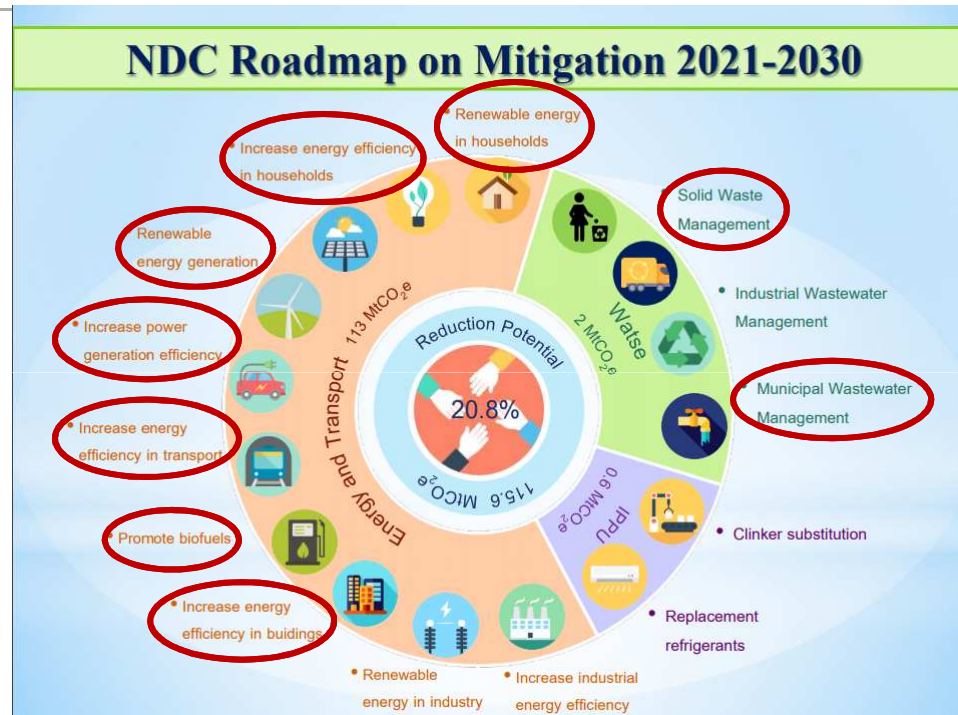 NDC Roadmap on Mitigation 2021-2030
• Renewable energy
in households
• Increase energy efficiency
in households
• Renewable
energy generation
• Increase power
generation efficiency
• Increase energy
efficiency in transport
• Promote biofuels
• Increase energy
efficiency in buidings
• Renewable
energy in industry
• Increase industrial
energy efficiency
• Solid Waste
Management
• Industrial Wastewater
Management
• Municipal Wastewater
Management
• Clinker substitution
• Replacement
refrigerants
Energy and Transport 113 MtCO₂e
Watse
2 MtCO₂e
IPPU
0.6 MtCO₂e
Reduction Potential
20.8%
115.6 MtCO₂e